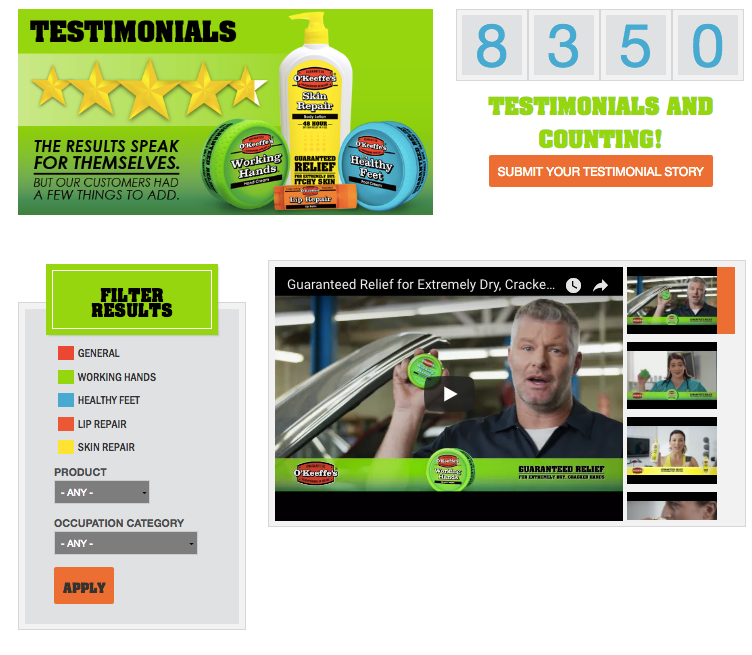 TESTIMONIALS
THE RESULTS SPEAK
FOR THEMSELVES.
BUT OUR CUSTOMERS HAD
A FEW THINGS TO ADD.
O'Keeffe's
Skin
Repair
Body Lotion
48 HOUR
GUARANTEED
RELIEF
FOR EXTREMELY DRY,
ITCHY SKIN
O'Keeffe's
Working
Hands
Hand Cream
O'Keeffe's
Healthy
Feet
Foot Cream
O'Keeffe's
Lip Repair
8350
TESTIMONIALS AND
COUNTING!
SUBMIT YOUR TESTIMONIAL STORY
FILTER
RESULTS
GENERAL
WORKING HANDS
HEALTHY FEET
LIP REPAIR
SKIN REPAIR
PRODUCT
- ANY -
OCCUPATION CATEGORY
- ANY -
APPLY
Guaranteed Relief for Extremely Dry, Cracke...
O'Keeffe's
Working
Hands
GUARANTEED RELIEF
FOR EXTREMELY DRY, CRACKED HANDS